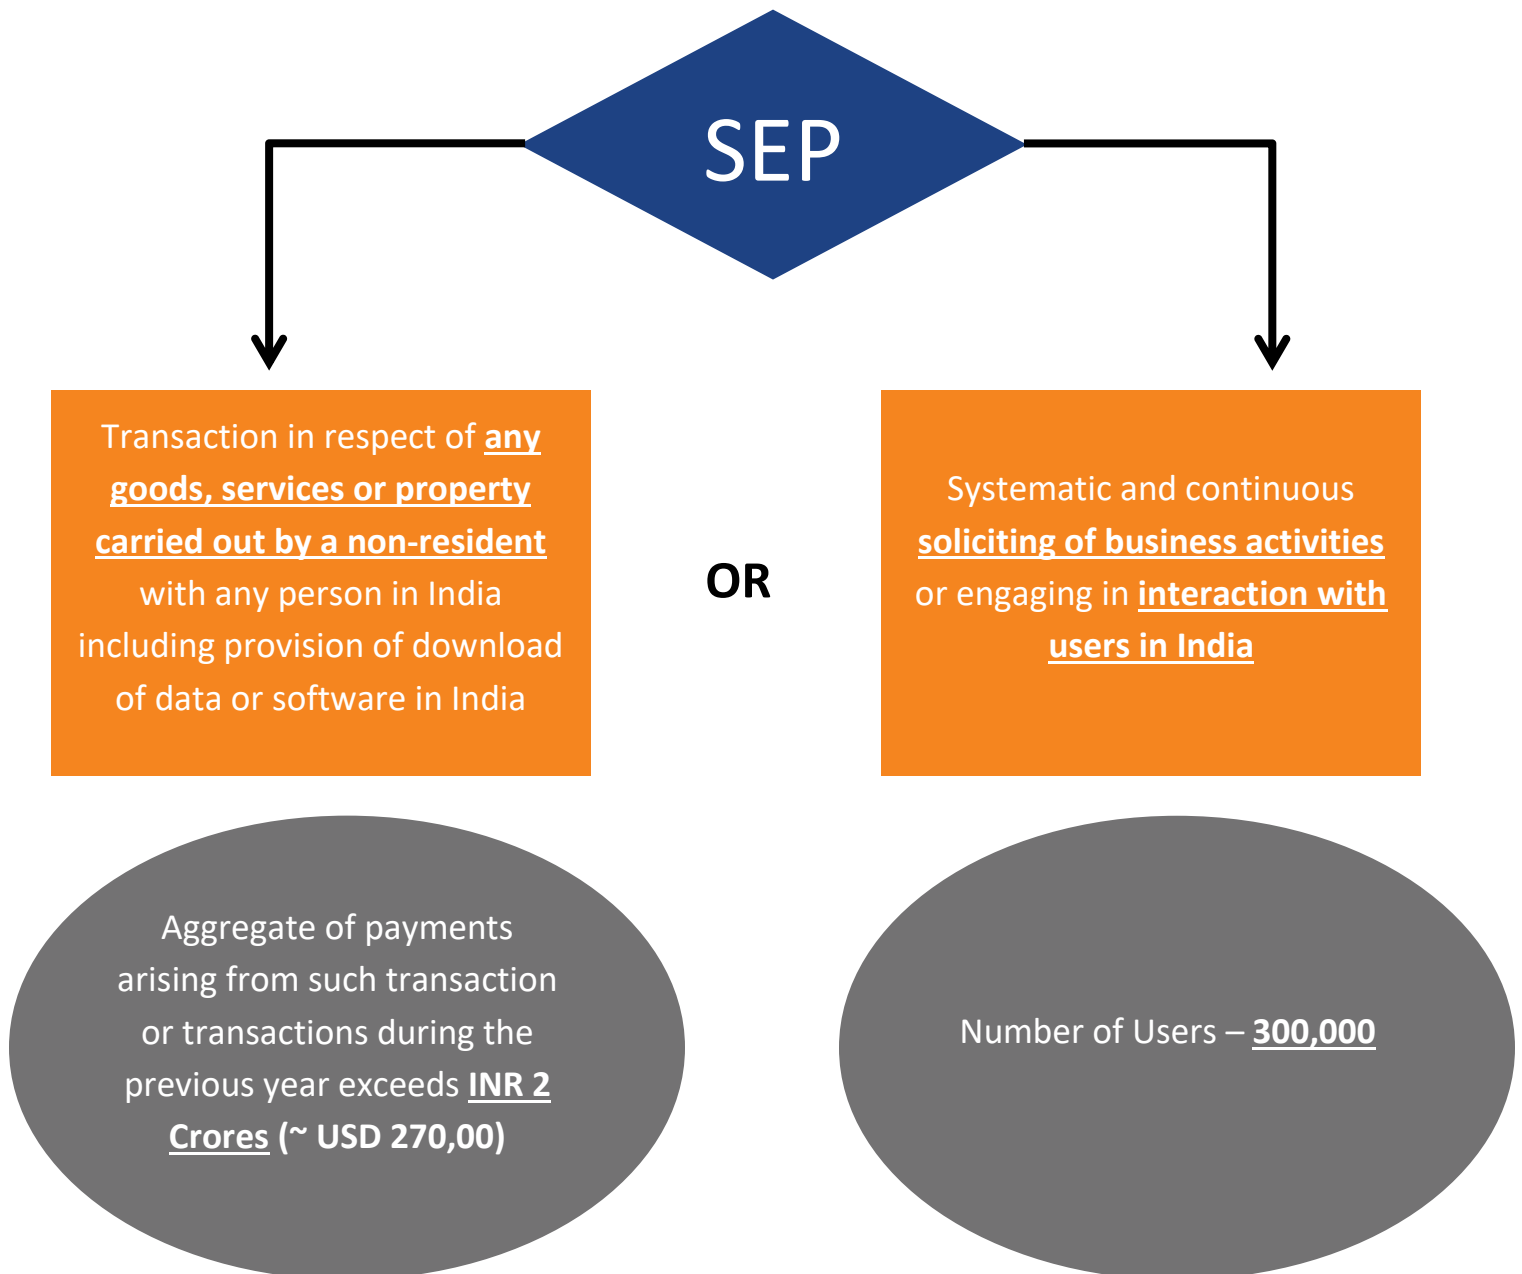 SEP
Transaction in respect of any
goods, services or property
carried out by a non-resident
with any person in India
including provision of download
of data or software in India
OR
Systematic and continuous
soliciting of business activities
or engaging in interaction with
users in India
Aggregate of payments
arising from such transaction
or transactions during the
previous year exceeds INR 2
Crores (~ USD 270,00)
Number of Users – 300,000